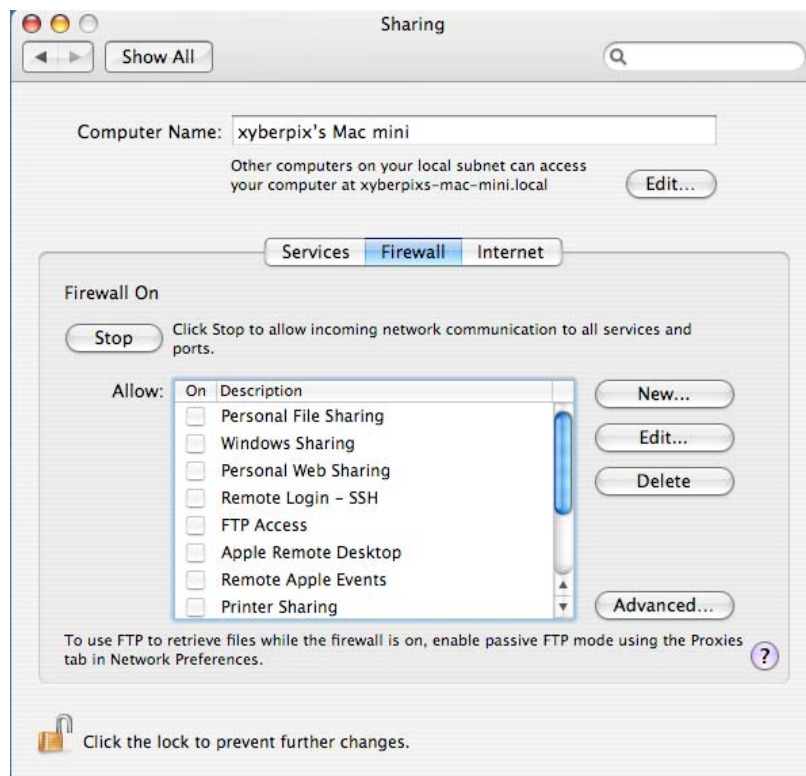 Sharing
Show All
Computer Name: xyberpix's Mac mini
Other computers on your local subnet can access
your computer at xyberpixs-mac-mini.local
Edit...
Services Firewall Internet
Firewall On
Stop
Click Stop to allow incoming network communication to all services and
ports.
Allow: On Description
Personal File Sharing
Windows Sharing
Personal Web Sharing
Remote Login – SSH
FTP Access
Apple Remote Desktop
Remote Apple Events
Printer Sharing
New...
Edit...
Delete
Advanced...
To use FTP to retrieve files while the firewall is on, enable passive FTP mode using the Proxies
tab in Network Preferences.
?
Click the lock to prevent further changes.